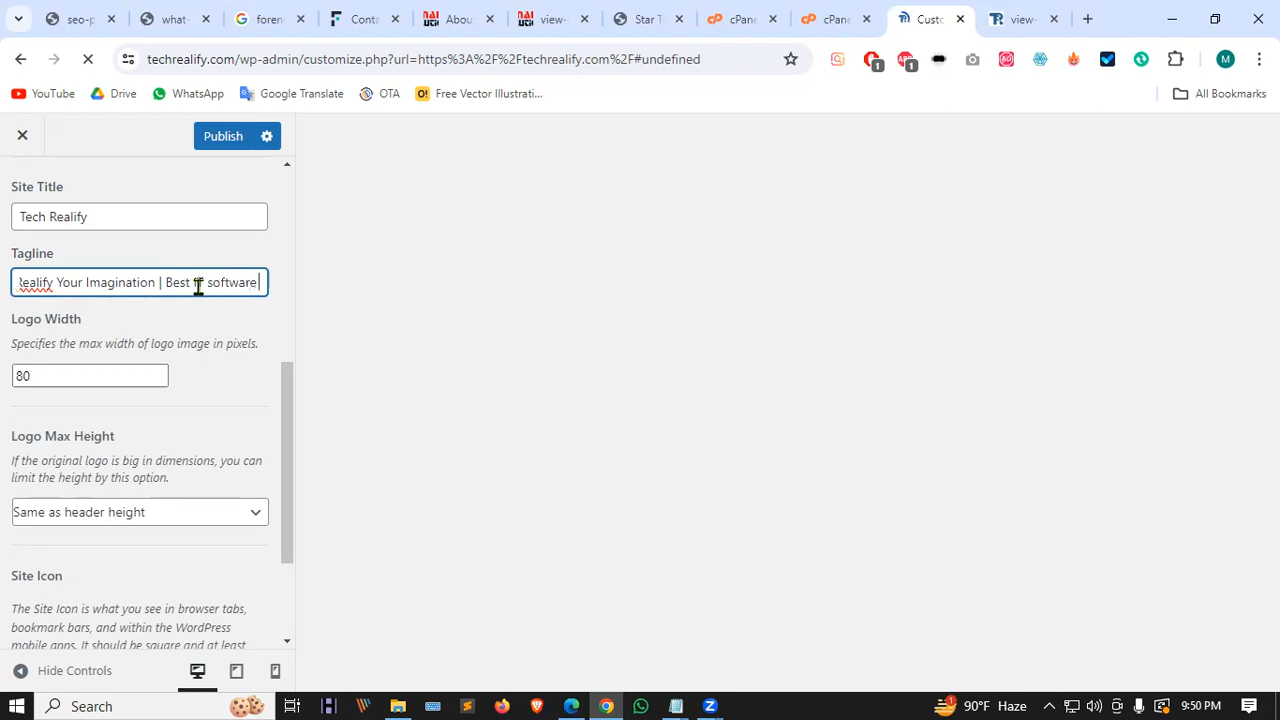 seo-p
what-
foren
Conta
Abou
view-
Star T
cPane
cPane
Custo
view-
techrealify.com/wp-admin/customize.php?url=https%3A%2F%2Ftechrealify.com%2F#undefined
1
1
M
YouTube
Drive
WhatsApp
Google Translate
OTA
Free Vector Illustrati...
All Bookmarks
Publish
Site Title
Tech Realify
Tagline
Realify Your Imagination | Best software
Logo Width
Specifies the max width of logo image in pixels.
80
Logo Max Height
If the original logo is big in dimensions, you can
limit the height by this option.
Same as header height
Site Icon
The Site Icon is what you see in browser tabs,
bookmark bars, and within the WordPress
mobile apps. It should be square and at least
Hide Controls
Search
1
90°F Haze
9:50 PM